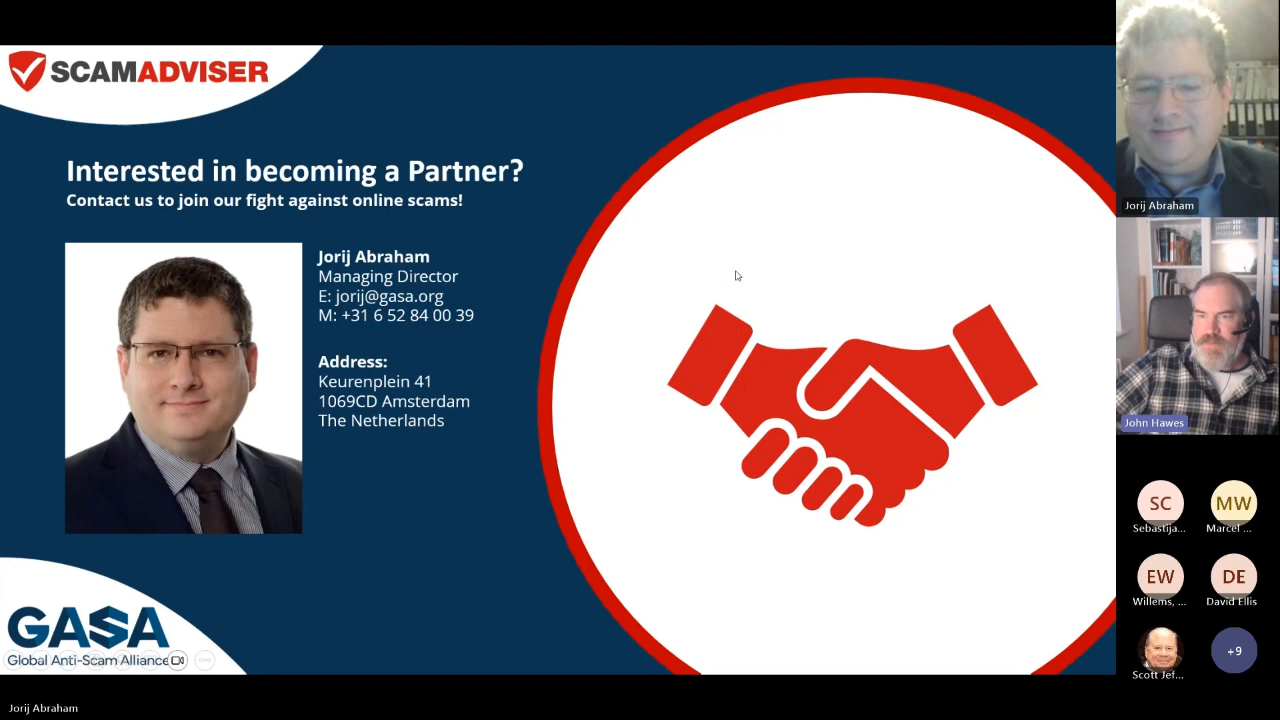 SCAMADVISER
Interested in becoming a Partner?
Contact us to join our fight against online scams!
Jorij Abraham
Managing Director
E: jorij@gasa.org
M: +31 6 52 84 00 39
Address:
Keurenplein 41
1069CD Amsterdam
The Netherlands
GASA
Global Anti-Scam Alliance
Jorij Abraham
Jorij Abraham
John Hawes
SC
Sebastija...
MW
Marcel ...
EW
Willems, ...
DE
David Ellis
Scott Jef...
+9